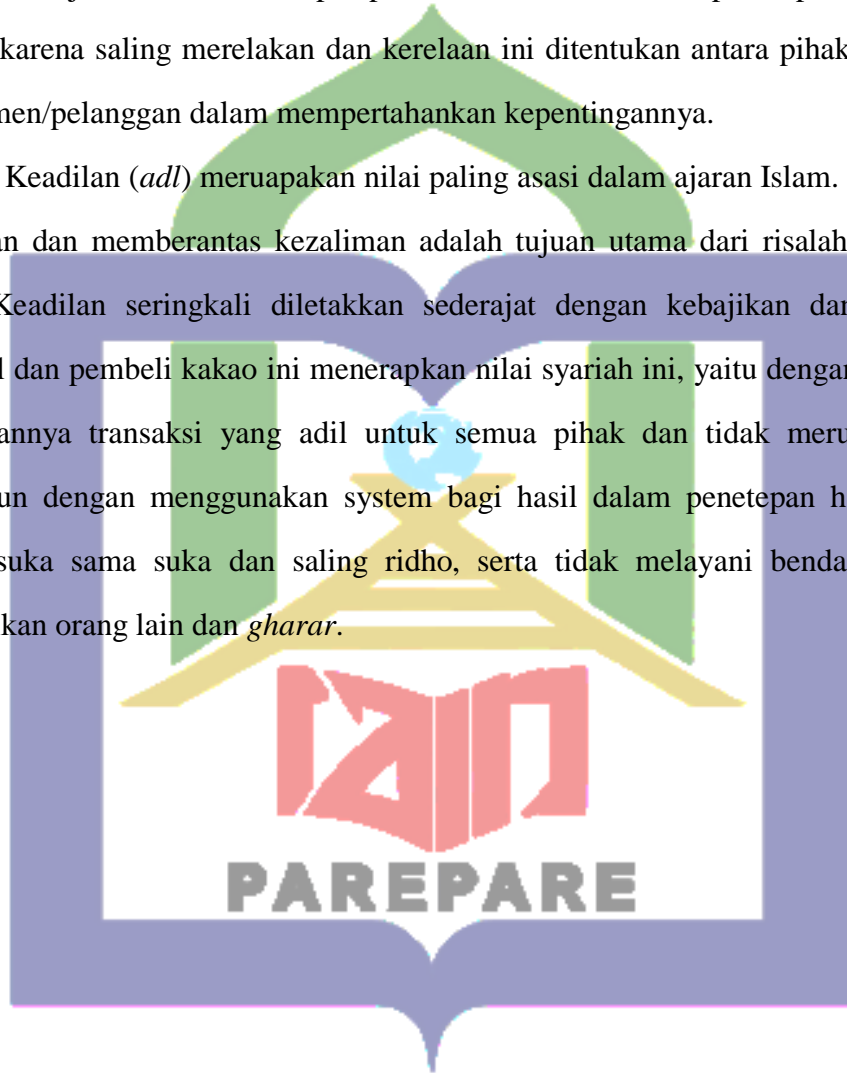 karena saling merelakan dan kerelaan ini ditentukan antara pihak
men/pelanggan dalam mempertahankan kepentingannya.
Keadilan (adl) meruapakan nilai paling asasi dalam ajaran Islam.
an dan memberantas kezaliman adalah tujuan utama dari risalah
Keadilan seringkali diletakkan sederajat dengan kebajikan dan
l dan pembeli kakao ini menerapkan nilai syariah ini, yaitu dengan
annya transaksi yang adil untuk semua pihak dan tidak meru
un dengan menggunakan system bagi hasil dalam penetepan h
suka sama suka dan saling ridho, serta tidak melayani benda
kan orang lain dan gharar.
iain
PAREPARE